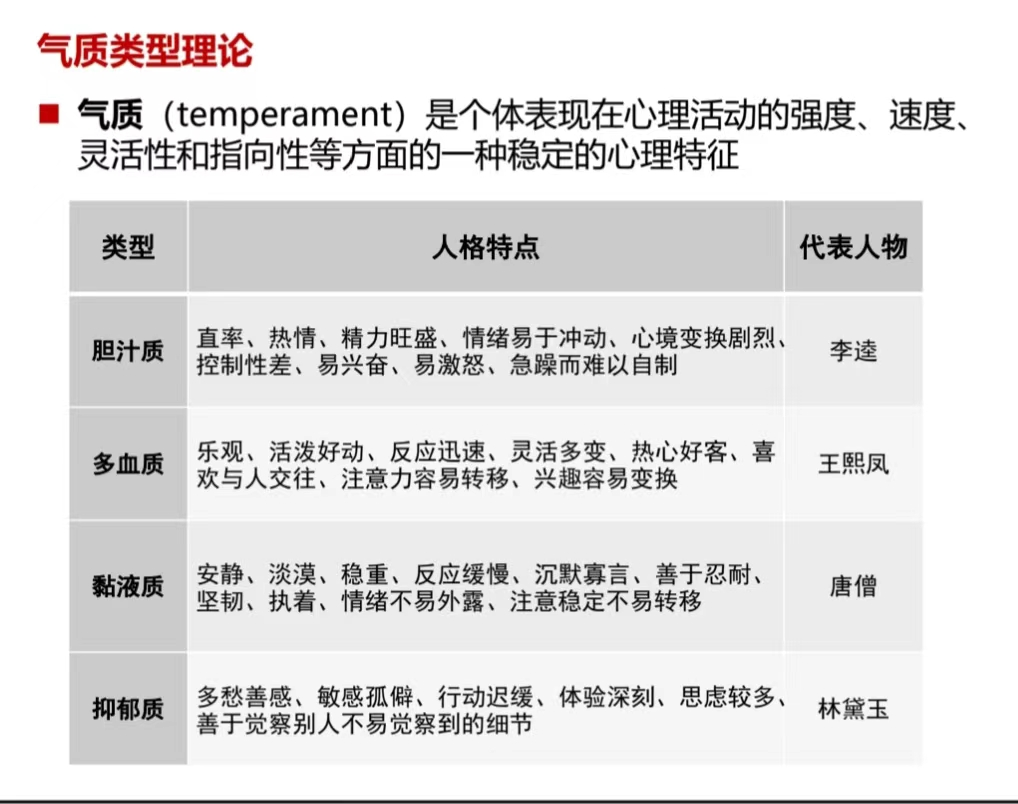 气质类型理论
气质（temperament）是个体表现在心理活动的强度、速度、
灵活性和指向性等方面的一种稳定的心理特征
类型 人格特点 代表人物
胆汁质
直率、热情、精力旺盛、情绪易于冲动、心境变换剧烈、
控制性差、易兴奋、易激怒、急躁而难以自制
李逵
多血质
乐观、活泼好动、反应迅速、灵活多变、热心好客、喜
欢与人交往、注意力容易转移、兴趣容易变换
王熙凤
黏液质
安静、淡漠、稳重、反应缓慢、沉默寡言、善于忍耐、
坚韧、执着、情绪不易外露、注意稳定不易转移
唐僧
抑郁质
多愁善感、敏感孤僻、行动迟缓、体验深刻、思虑较多、
善于觉察别人不易觉察到的细节
林黛玉